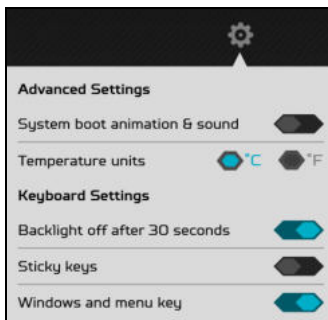 Advanced Settings
System boot animation & sound
Temperature units °C °F
Keyboard Settings
Backlight off after 30 seconds
Sticky keys
Windows and menu key